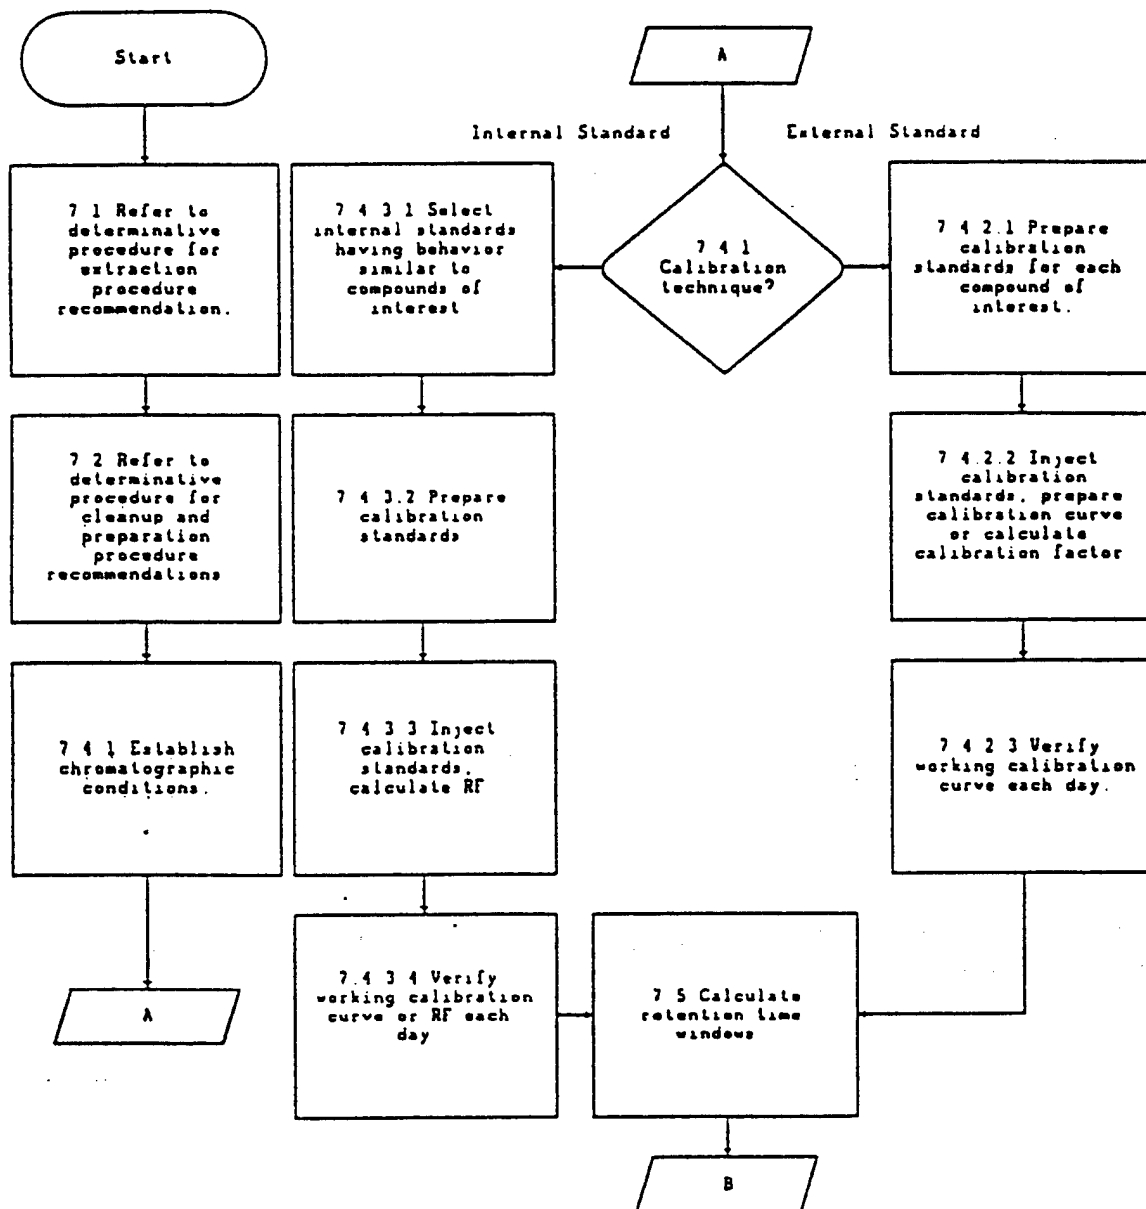 Start
7 1 Refer to
determinative
procedure for
extraction
procedure
recommendation.
7 2 Refer to
determinative
procedure for
cleanup and
preparation
procedure
recommendations
7 4 1 Establish
chromatographic
conditions.
A
A
Internal Standard
External Standard
7 4 1
Calibration
technique?
7 4 3 1 Select
internal standards
having behavior
similar to
compounds of
interest
7 4 3.2 Prepare
calibration
standards
7 4 3 3 Inject
calibration
standards,
calculate RF
7.4 3 4 Verify
working calibration
curve or RF each
day
7 4 2.1 Prepare
calibration
standards for each
compound of
interest.
7 4.2.2 Inject
calibration
standards, prepare
calibration curve
or calculate
calibration factor
7 4 2 3 Verify
working calibration
curve each day.
7 5 Calculate
retention time
windows
B